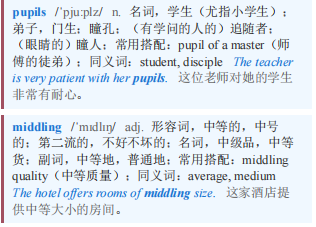 pupils /ˈpjuːplz/ n. 名词，学生（尤指小学生）；
弟子，门生；瞳孔；（有学问的人的）追随者；
（眼睛的）瞳人；常用搭配：pupil of a master（师
傅的徒弟）；同义词：student, disciple The teacher
is very patient with her pupils. 这位老师对她的学生
非常有耐心。
middling /ˈmɪdlɪŋ/ adj. 形容词，中等的，中号
的；第二流的，不好不坏的；名词，中级品，中等
货；副词，中等地，普通地；常用搭配：middling
quality（中等质量）；同义词：average, medium
The hotel offers rooms of middling size. 这家酒店提
供中等大小的房间。